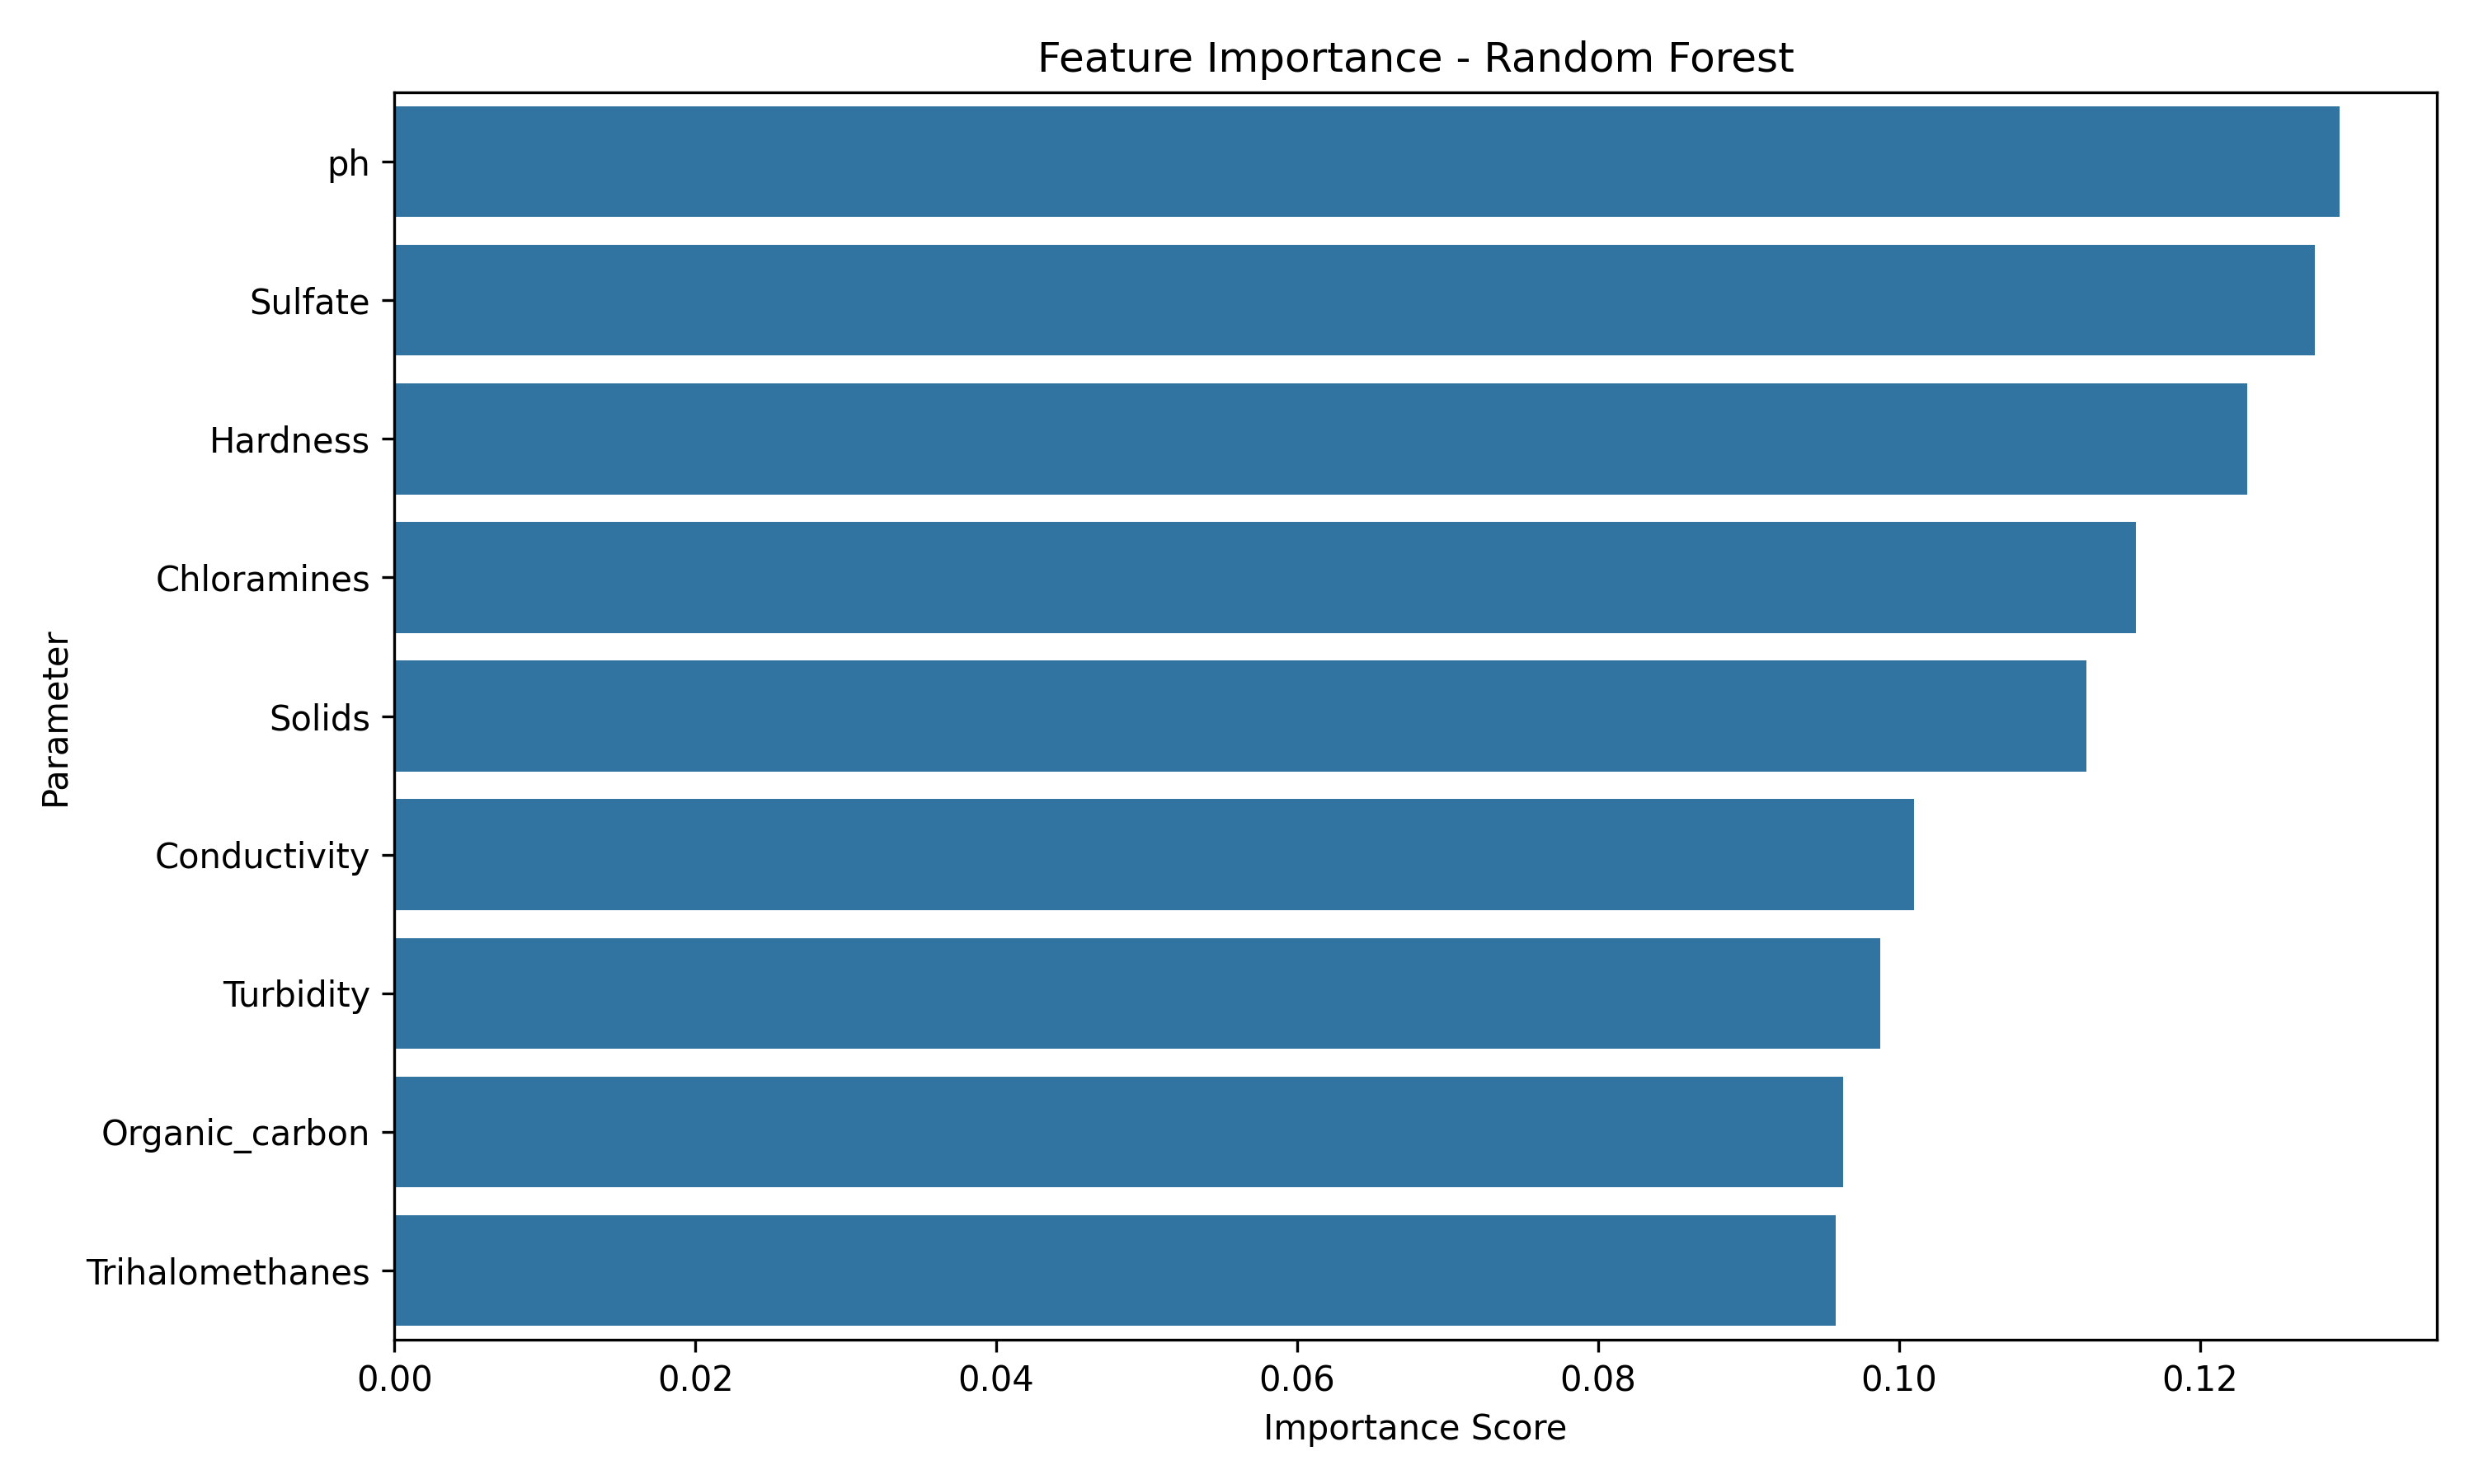 Feature Importance - Random Forest
ph
Sulfate
Hardness
Chloramines
Solids
Conductivity
Turbidity
Organic_carbon
Trihalomethanes
Parameter
0.00 0.02 0.04 0.06 0.08 0.10 0.12
Importance Score